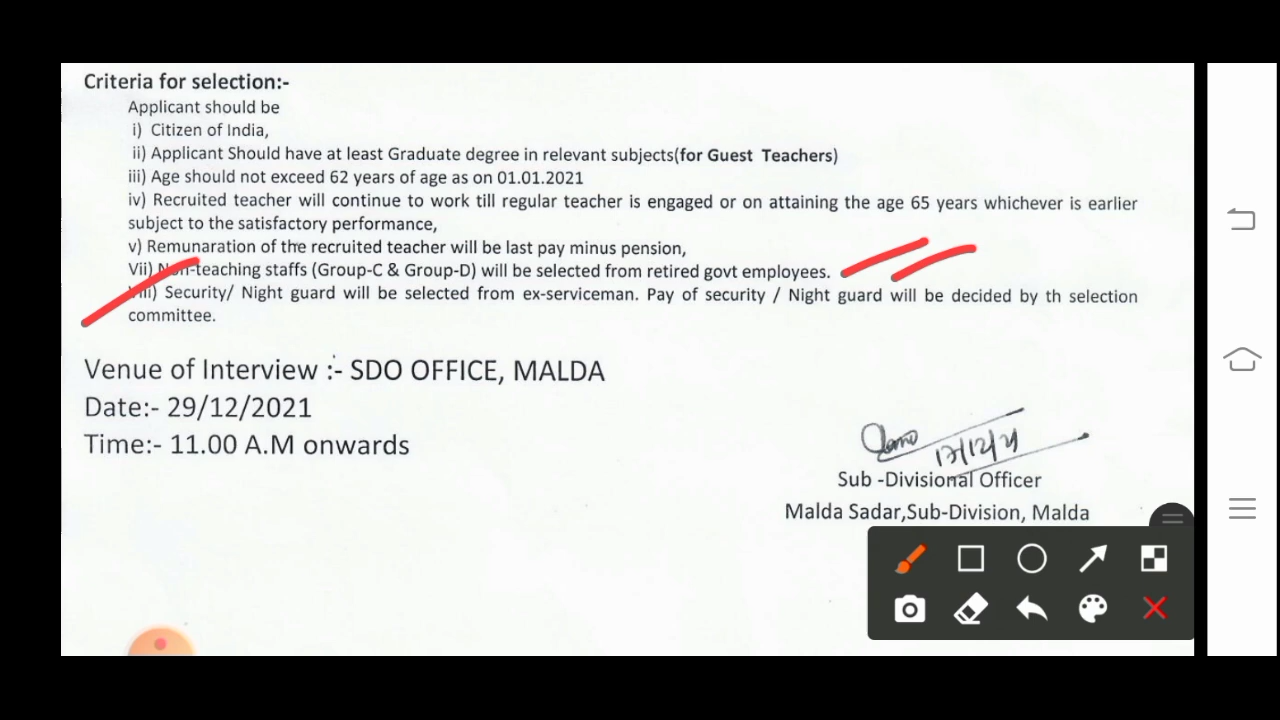 Criteria for selection:-
Applicant should be
i) Citizen of India,
ii) Applicant Should have at least Graduate degree in relevant subjects(for Guest Teachers)
iii) Age should not exceed 62 years of age as on 01.01.2021
iv) Recruited teacher will continue to work till regular teacher is engaged or on attaining the age 65 years whichever is earlier
subject to the satisfactory performance,
v) Remunaration of the recruited teacher will be last pay minus pension,
Vii) Non-teaching staffs (Group-C & Group-D) will be selected from retired govt employees.
Viii) Security/ Night guard will be selected from ex-serviceman. Pay of security / Night guard will be decided by th selection
committee.
Venue of Interview :- SDO OFFICE, MALDA
Date:- 29/12/2021
Time:- 11.00 A.M onwards
17/12/21
Sub -Divisional Officer
Malda Sadar,Sub-Division, Malda